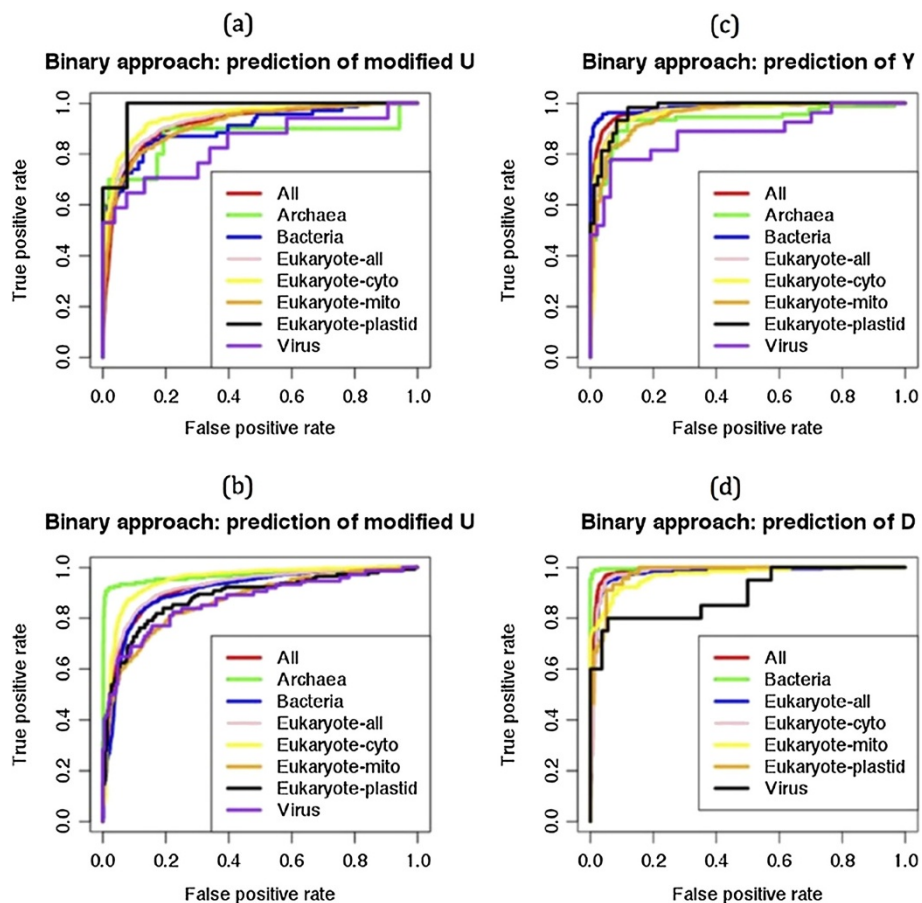 (a)
Binary approach: prediction of modified U
True positive rate
1.0
0.8
0.6
0.4
0.2
0.0
All
Archaea
Bacteria
Eukaryote-all
Eukaryote-cyto
Eukaryote-mito
Eukaryote-plastid
Virus
0.0 0.2 0.4 0.6 0.8 1.0
False positive rate
(c)
Binary approach: prediction of Y
True positive rate
1.0
0.8
0.6
0.4
0.2
0.0
All
Archaea
Bacteria
Eukaryote-all
Eukaryote-cyto
Eukaryote-mito
Eukaryote-plastid
Virus
0.0 0.2 0.4 0.6 0.8 1.0
False positive rate
(b)
Binary approach: prediction of modified U
True positive rate
1.0
0.8
0.6
0.4
0.2
0.0
All
Archaea
Bacteria
Eukaryote-all
Eukaryote-cyto
Eukaryote-mito
Eukaryote-plastid
Virus
0.0 0.2 0.4 0.6 0.8 1.0
False positive rate
(d)
Binary approach: prediction of D
True positive rate
1.0
0.8
0.6
0.4
0.2
0.0
All
Bacteria
Eukaryote-all
Eukaryote-cyto
Eukaryote-mito
Eukaryote-plastid
Virus
0.0 0.2 0.4 0.6 0.8 1.0
False positive rate